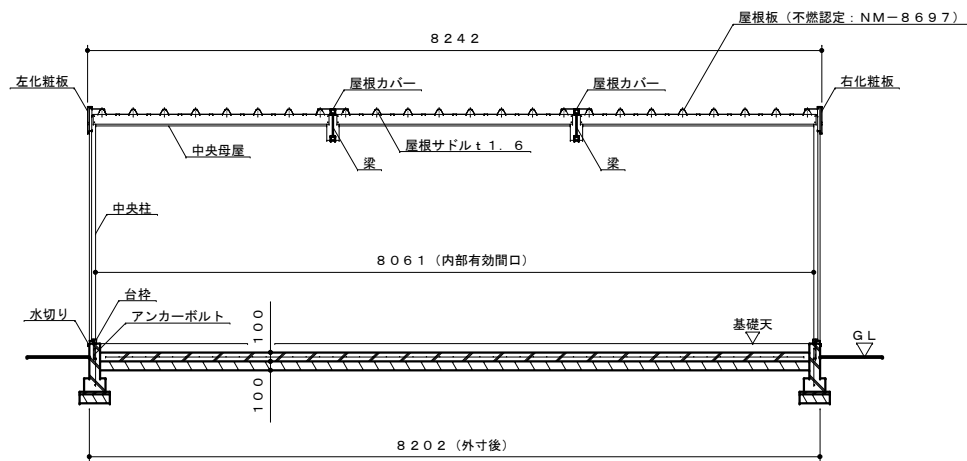 屋根板（不燃認定：NM－8697）
8242
左化粧板
屋根カバー
屋根カバー
右化粧板
中央母屋
梁
屋根サドルt1．6
梁
中央柱
8061（内部有効間口）
台枠
水切り
アンカーボルト
100
基礎天
GL
100
8202（外寸後）